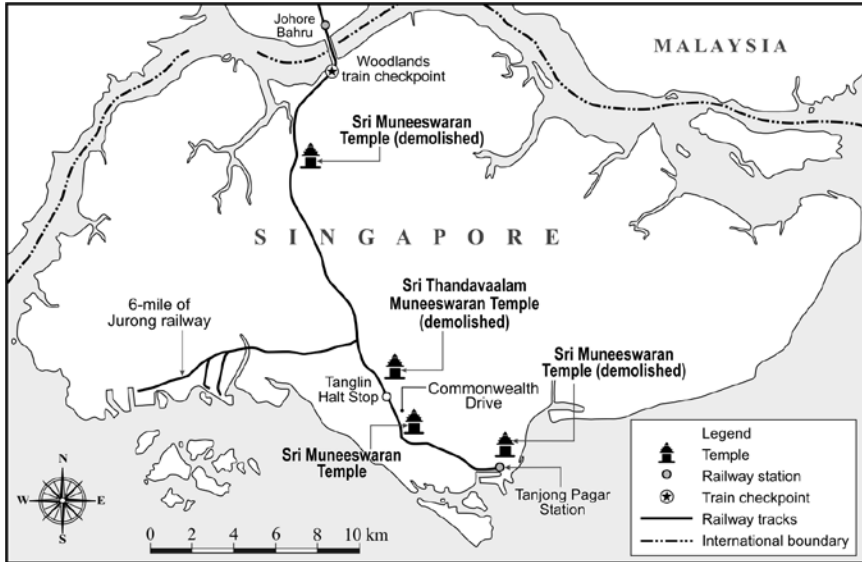 Johore
Bahru
MALAYSIA
Woodlands
train checkpoint
Sri Muneeswaran
Temple (demolished)
SINGAPORE
Sri Thandavaalam
Muneeswaran Temple
(demolished)
6-mile of
Jurong railway
Sri Muneeswaran
Temple (demolished)
Tanglin
Halt Stop
Commonwealth
Drive
Sri Muneeswaran
Temple
Tanjong Pagar
Station
N
W
E
S
0 2 4 6 8 10 km
Legend
Temple
Railway station
Train checkpoint
Railway tracks
International boundary